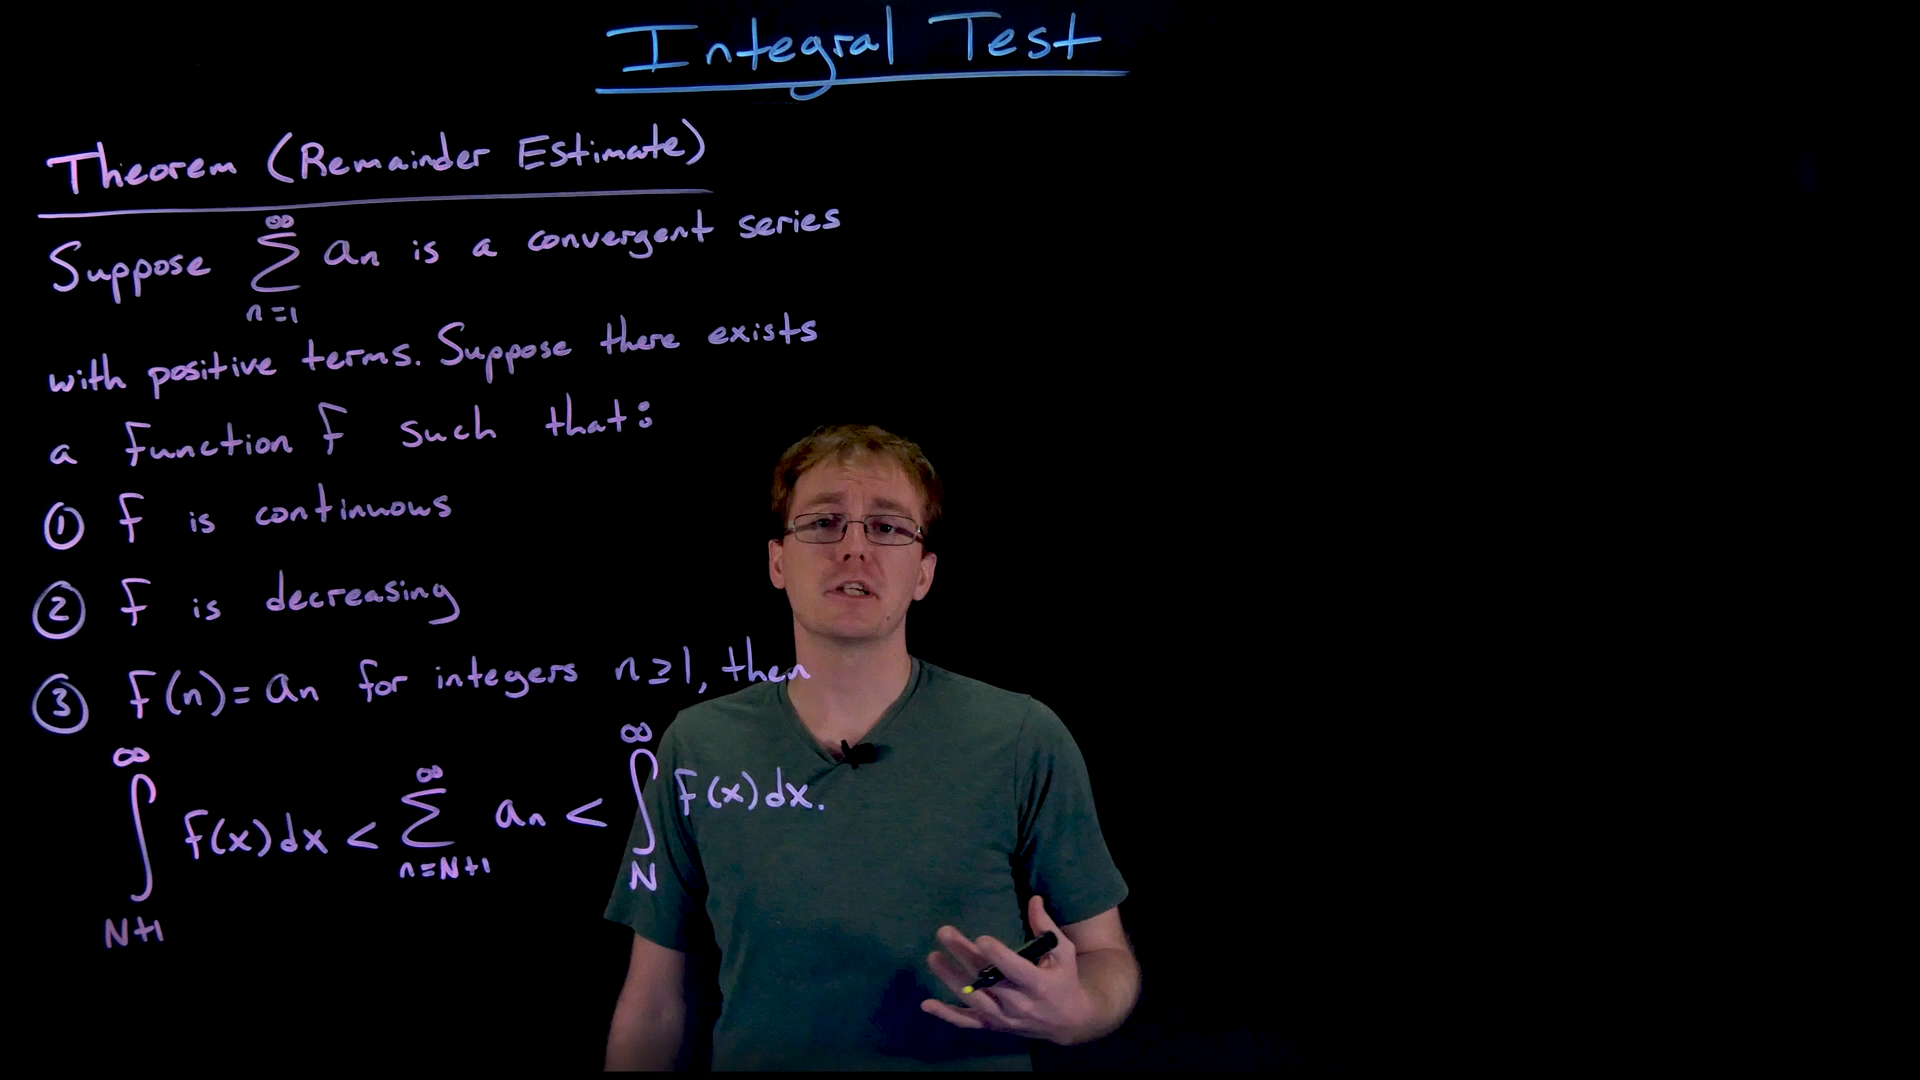 Integral Test
Theorem (Remainder Estimate)
Suppose ∞∑n=1 an is a convergent series
with positive terms. Suppose there exists
a function f such that:
① f is continuous
② f is decreasing
③ f(n) = an for integers n ≥ 1, then
∫_{N+1}^{∞} f(x) dx < ∑_{n=N+1}^{∞} an < ∫_{N}^{∞} f(x) dx.